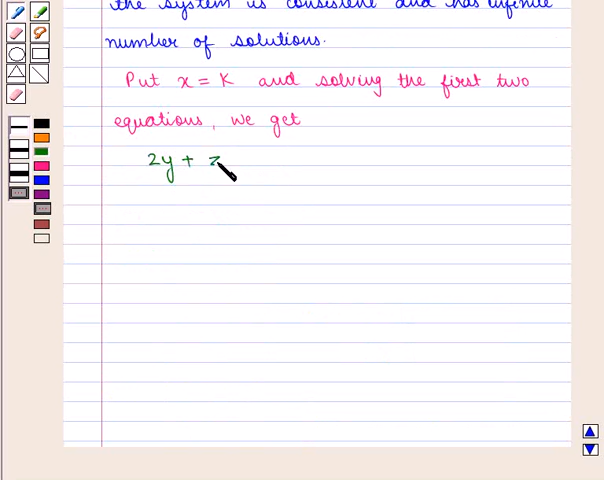 the system is consistent and has infinite
number of solutions.
Put x = K and solving the first two
equations, we get
2y + z